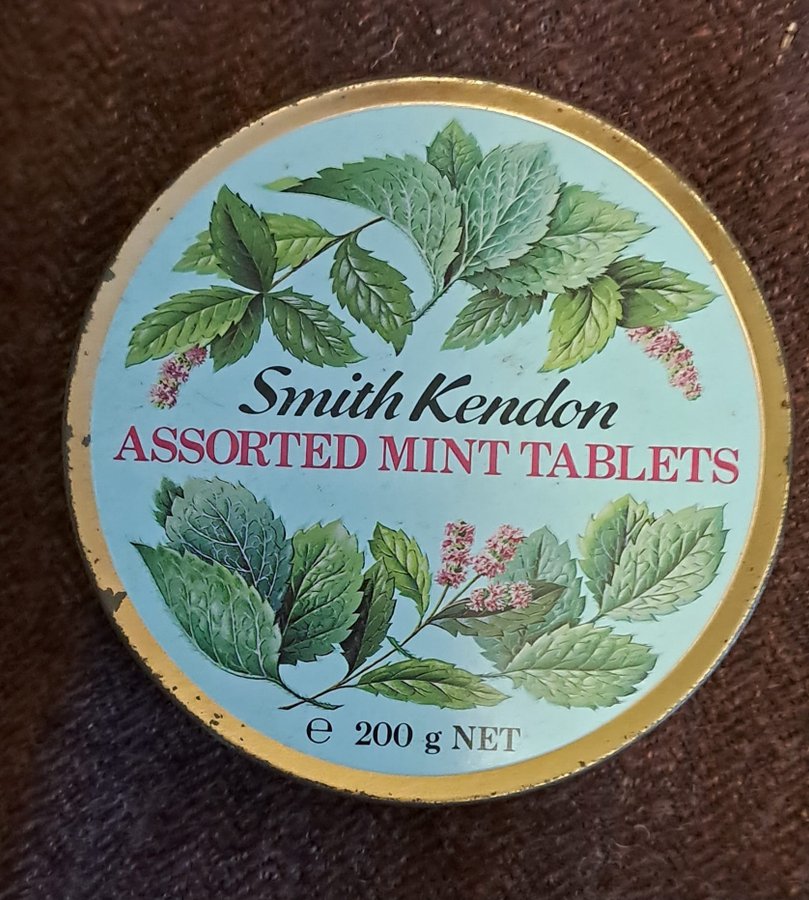 Smith Kendon
ASSORTED MINT TABLETS
℮ 200 g NET